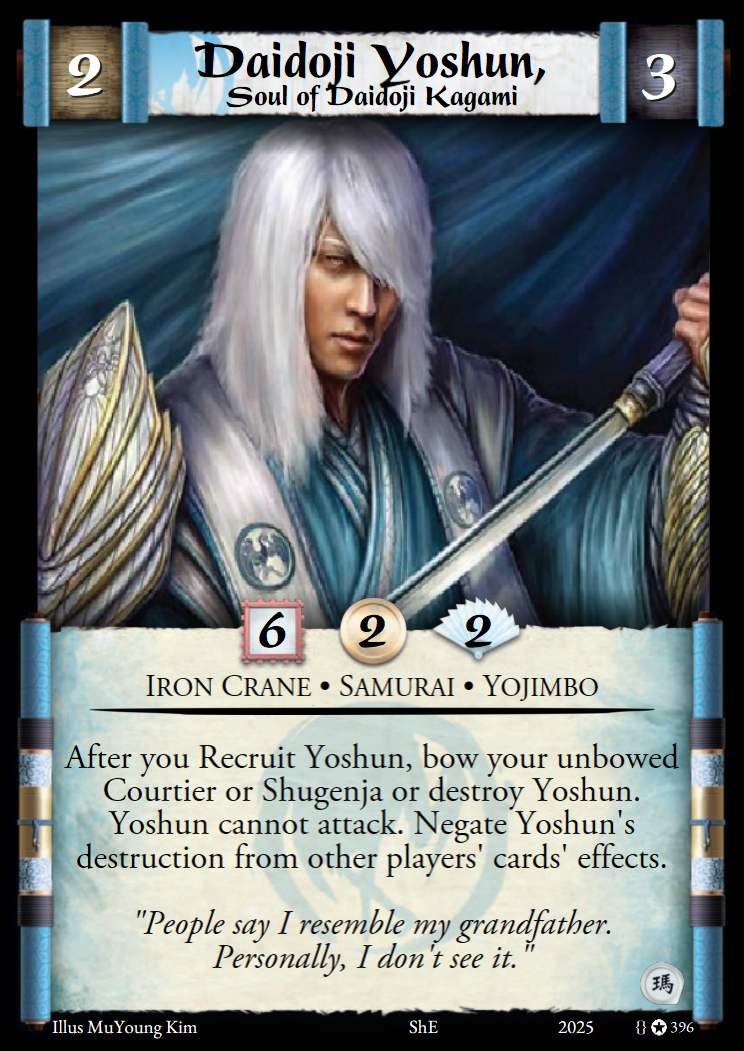 2
Daidoji Yoshun,
3
Soul of Daidoji Kagami
6
2
2
Iron Crane • Samurai • Yojimbo
After you Recruit Yoshun, bow your unbowed
Courtier or Shugenja or destroy Yoshun.
Yoshun cannot attack. Negate Yoshun's
destruction from other players' cards' effects.
"People say I resemble my grandfather.
Personally, I don't see it."
瑪
Illus MuYoung Kim ShE 2025 {} ✪ 396